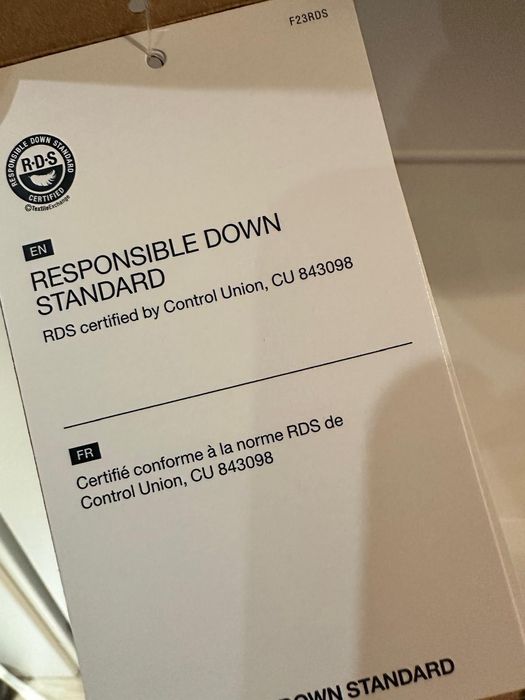 F23RDS
RESPONSIBLE DOWN STANDARD
R·D·S
CERTIFIED
©TextileExchange
EN
RESPONSIBLE DOWN
STANDARD
RDS certified by Control Union, CU 843098
FR
Certifié conforme à la norme RDS de
Control Union, CU 843098
DOWN STANDARD